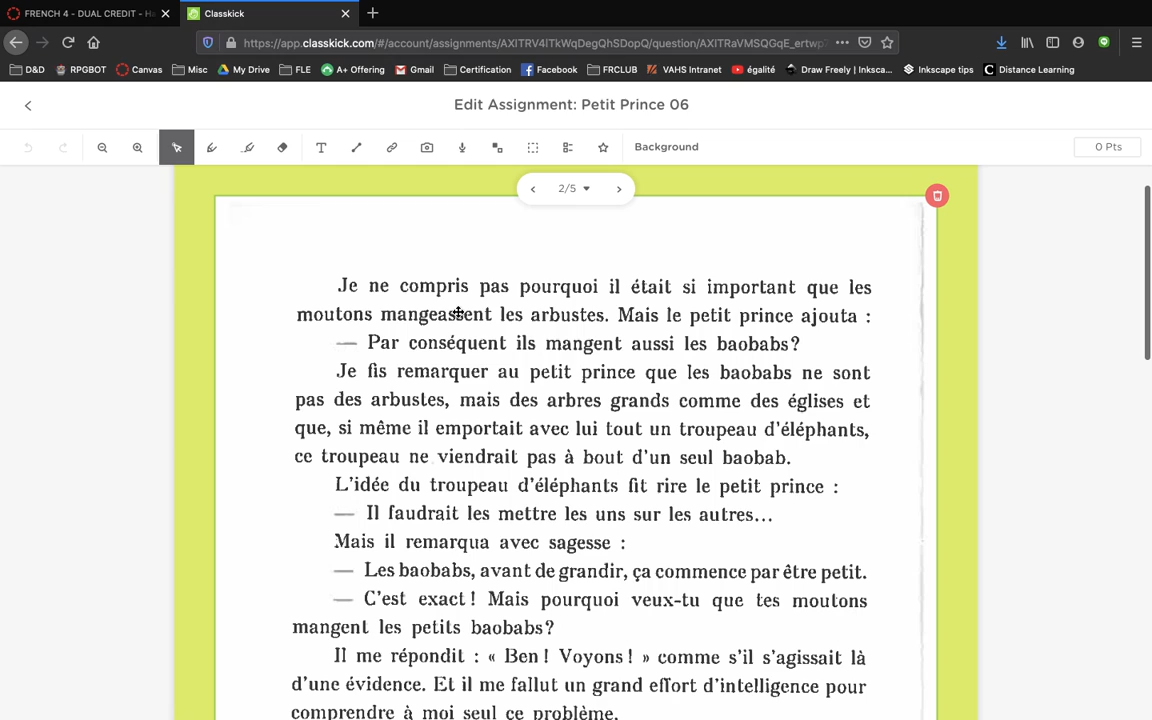 FRENCH 4 - DUAL CREDIT - H
Classkick
https://app.classkick.com/#/account/assignments/AXITRV4lTkWqDegQhSDopQ/question/AXITRaVMSQGqE_ertwp7
D&D RPGBOT Canvas Misc My Drive FLE A+ Offering Gmail Certification Facebook FRCLUB VAHS Intranet égalité Draw Freely | Inksca... Inkscape tips Distance Learning
Edit Assignment: Petit Prince 06
T Background 0 Pts
2/5
Je ne compris pas pourquoi il était si important que les
moutons mangeassent les arbustes. Mais le petit prince ajouta :
— Par conséquent ils mangent aussi les baobabs?
Je fis remarquer au petit prince que les baobabs ne sont
pas des arbustes, mais des arbres grands comme des églises et
que, si même il emportait avec lui tout un troupeau d'éléphants,
ce troupeau ne viendrait pas à bout d'un seul baobab.
L'idée du troupeau d'éléphants fit rire le petit prince :
— Il faudrait les mettre les uns sur les autres...
Mais il remarqua avec sagesse :
— Les baobabs, avant de grandir, ça commence par être petit.
— C'est exact! Mais pourquoi veux-tu que tes moutons
mangent les petits baobabs?
Il me répondit : « Ben! Voyons! » comme s'il s'agissait là
d'une évidence. Et il me fallut un grand effort d'intelligence pour
comprendre à moi seul ce problème.